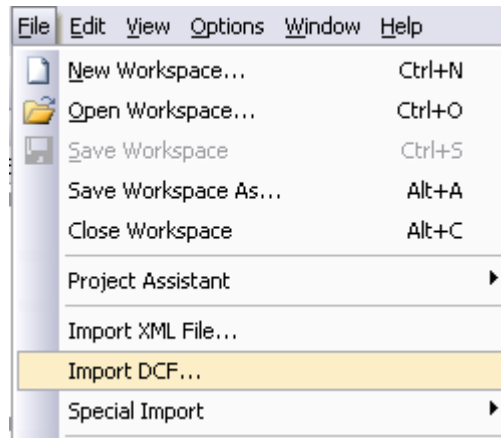 File Edit View Options Window Help
New Workspace... Ctrl+N
Open Workspace... Ctrl+O
Save Workspace Ctrl+S
Save Workspace As... Alt+A
Close Workspace Alt+C
Project Assistant
Import XML File...
Import DCF...
Special Import